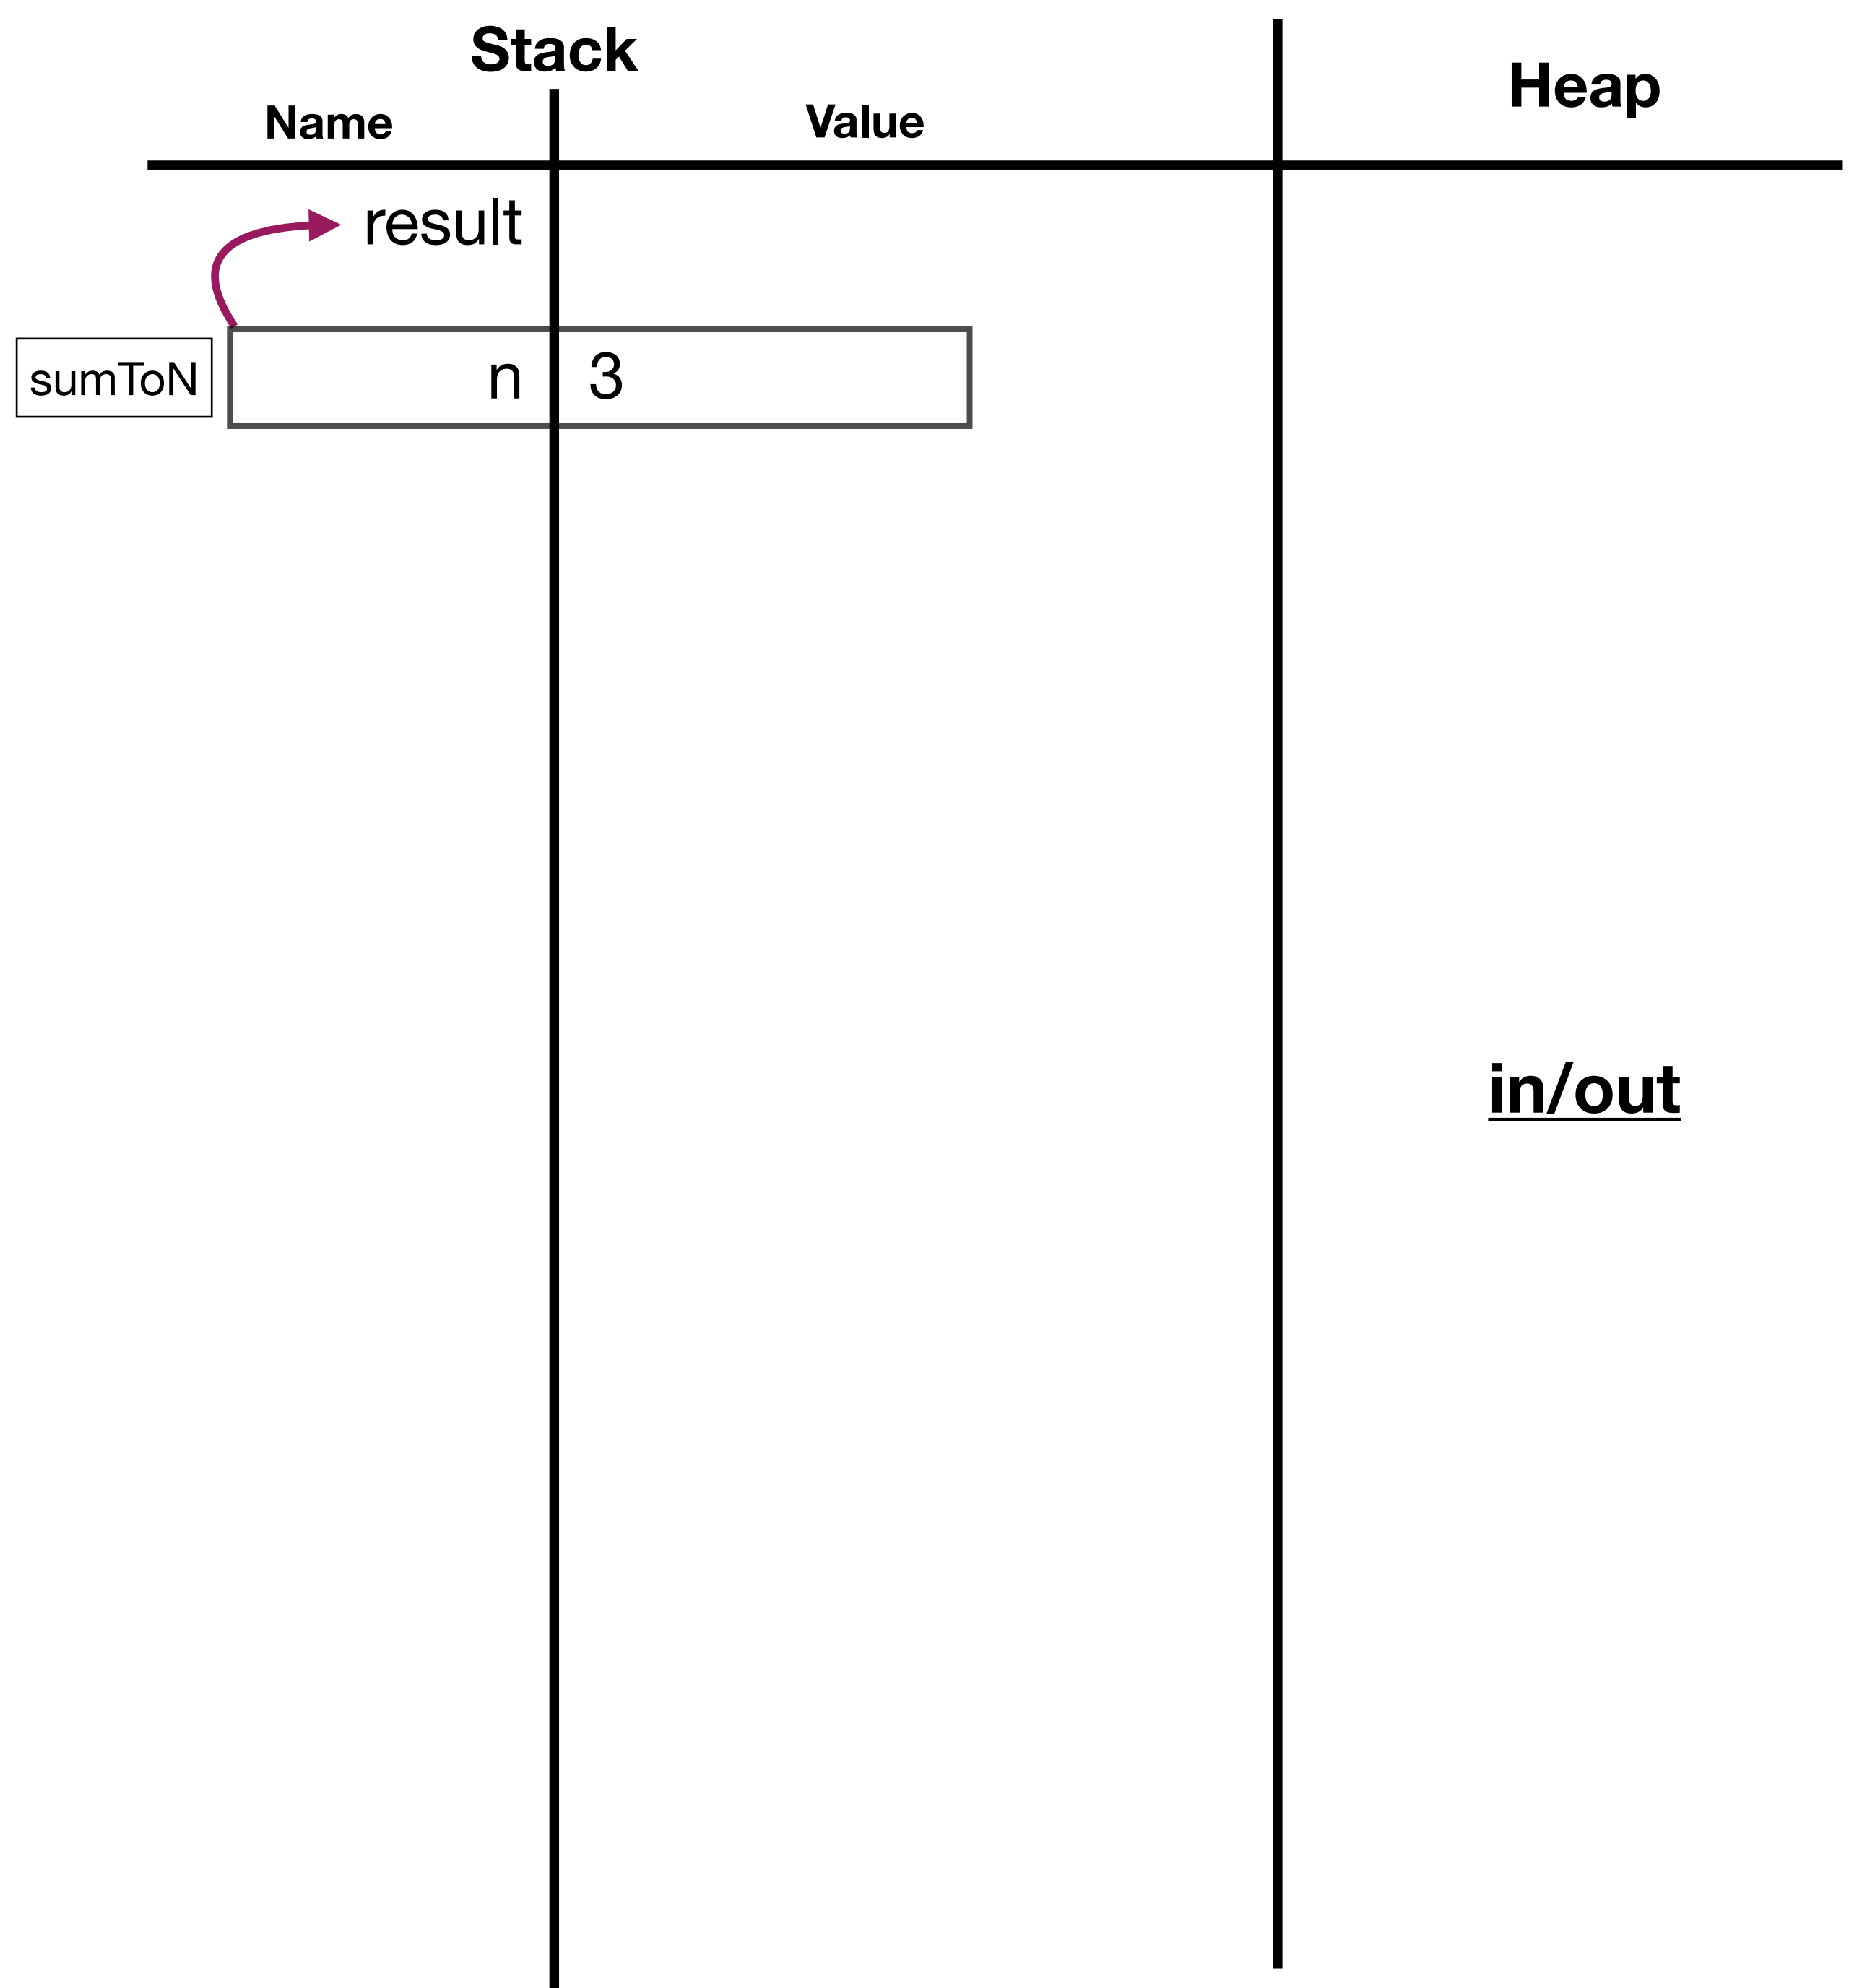 Stack
Name Value
Heap
result
sumToN n 3
in/out